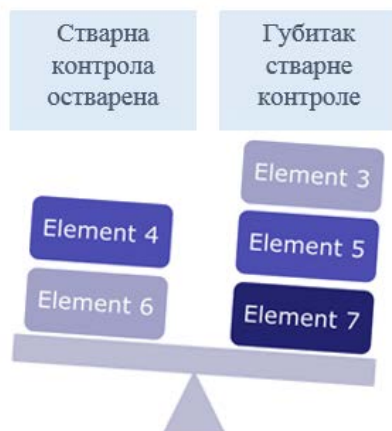 Стварна
контрола
остварена
Губитак
стварне
контроле
Element 3
Element 4
Element 5
Element 6
Element 7